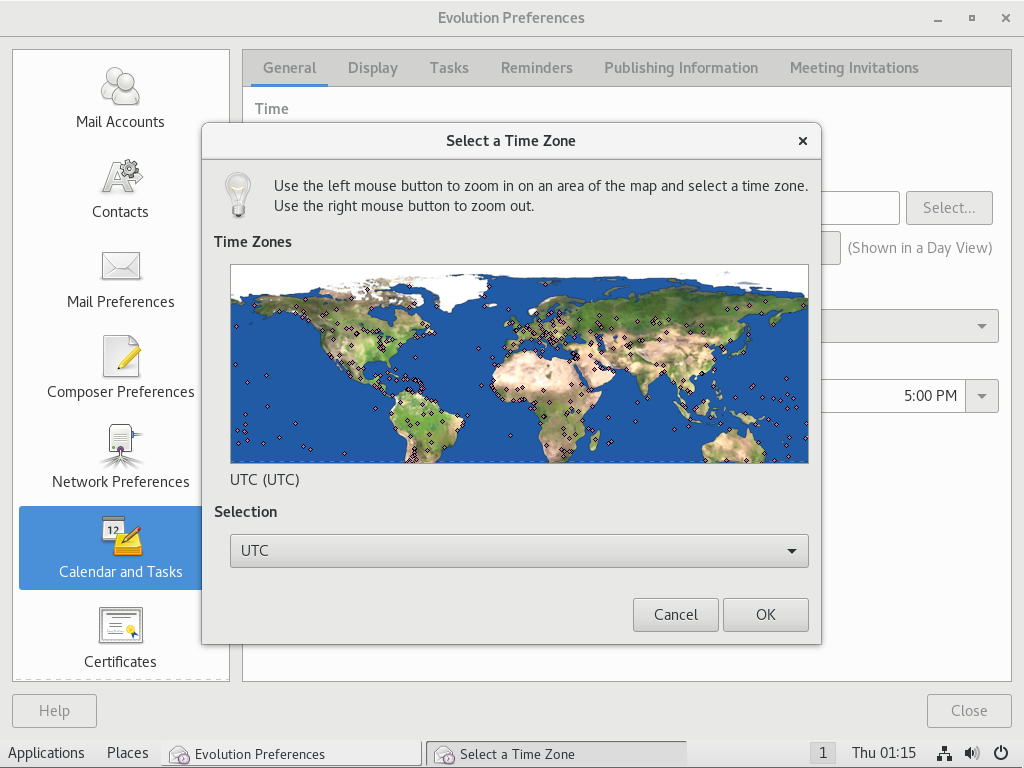 Evolution Preferences
Mail Accounts
Contacts
Mail Preferences
Composer Preferences
Network Preferences
12
Calendar and Tasks
Certificates
General Display Tasks Reminders Publishing Information Meeting Invitations
Time
Select...
(Shown in a Day View)
5:00 PM
Select a Time Zone
Use the left mouse button to zoom in on an area of the map and select a time zone.
Use the right mouse button to zoom out.
Time Zones
UTC (UTC)
Selection
UTC
Cancel OK
Help Close
Applications Places Evolution Preferences Select a Time Zone 1 Thu 01:15